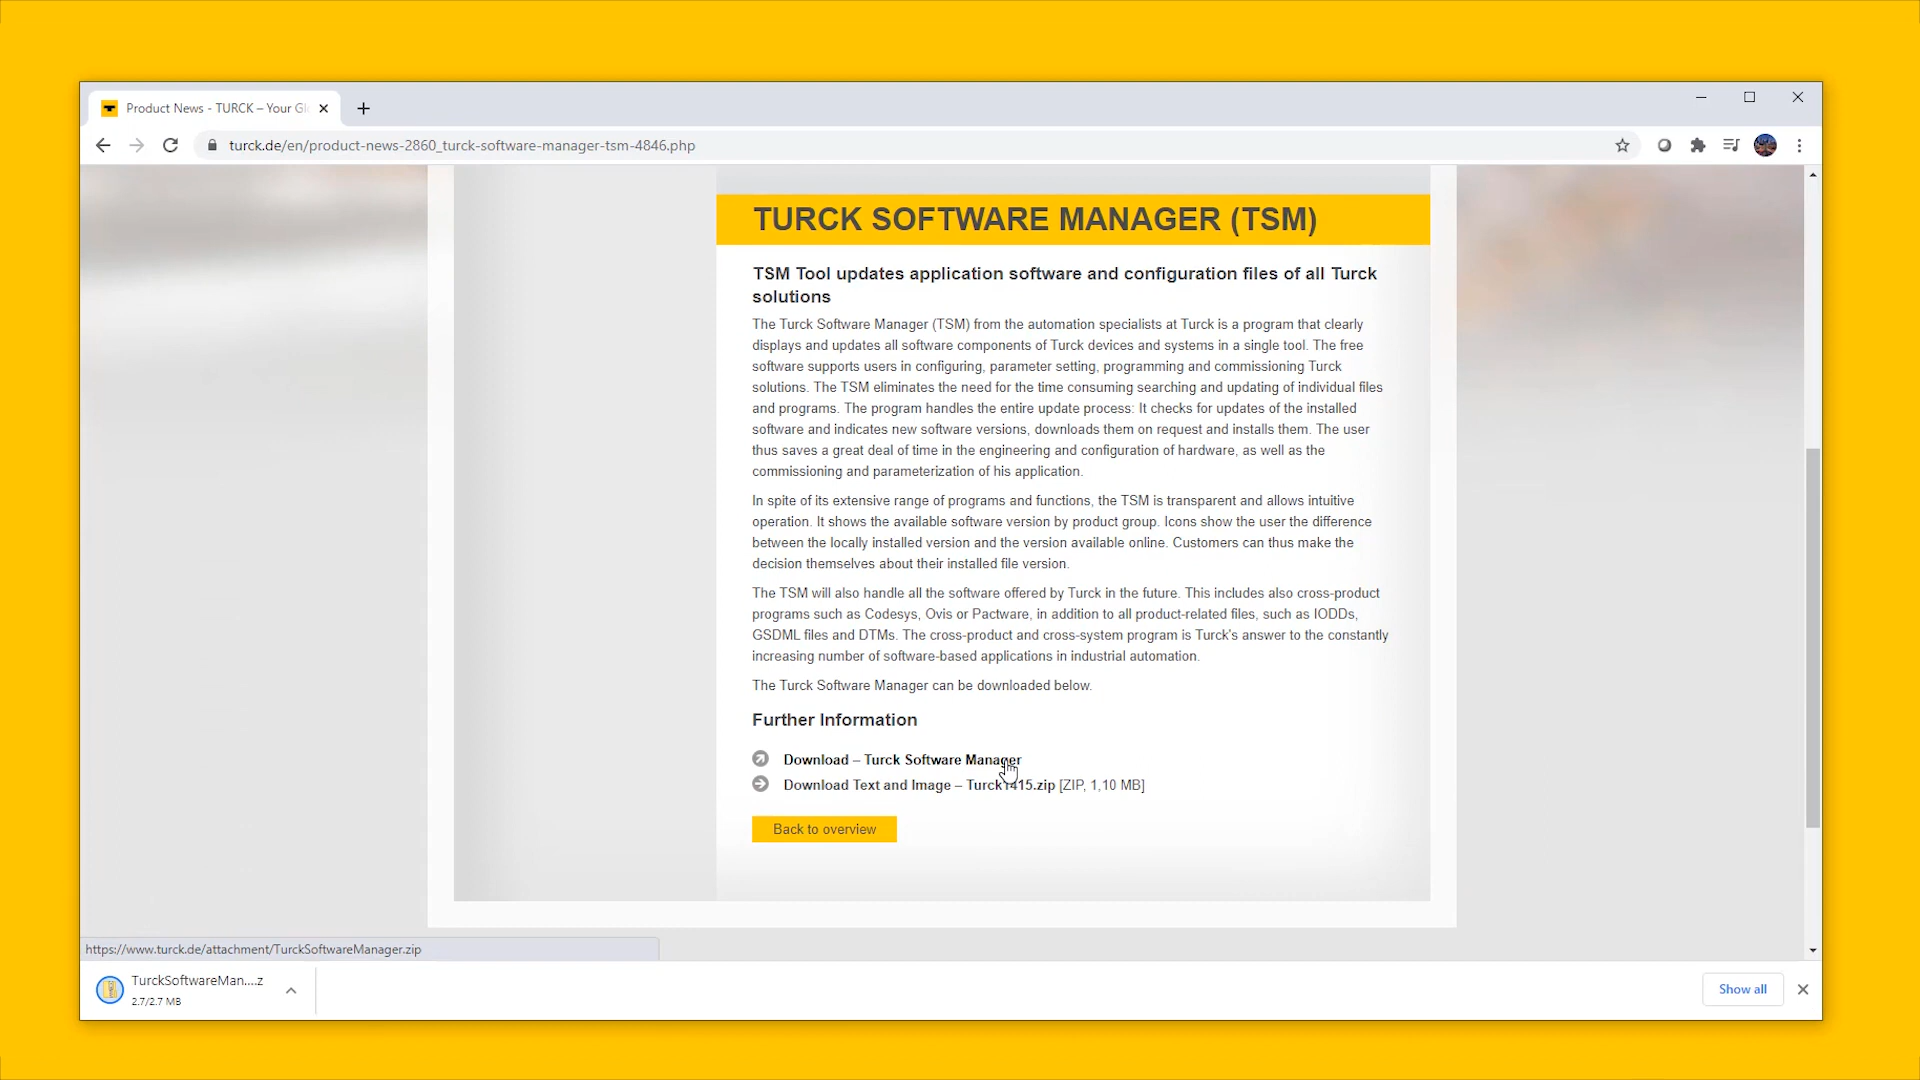 Product News - TURCK – Your Gl
turck.de/en/product-news-2860_turck-software-manager-tsm-4846.php
TURCK SOFTWARE MANAGER (TSM)
TSM Tool updates application software and configuration files of all Turck
solutions
The Turck Software Manager (TSM) from the automation specialists at Turck is a program that clearly
displays and updates all software components of Turck devices and systems in a single tool. The free
software supports users in configuring, parameter setting, programming and commissioning Turck
solutions. The TSM eliminates the need for the time consuming searching and updating of individual files
and programs. The program handles the entire update process: It checks for updates of the installed
software and indicates new software versions, downloads them on request and installs them. The user
thus saves a great deal of time in the engineering and configuration of hardware, as well as the
commissioning and parameterization of his application.
In spite of its extensive range of programs and functions, the TSM is transparent and allows intuitive
operation. It shows the available software version by product group. Icons show the user the difference
between the locally installed version and the version available online. Customers can thus make the
decision themselves about their installed file version.
The TSM will also handle all the software offered by Turck in the future. This includes also cross-product
programs such as Codesys, Ovis or Pactware, in addition to all product-related files, such as IODDs,
GSDML files and DTMs. The cross-product and cross-system program is Turck's answer to the constantly
increasing number of software-based applications in industrial automation.
The Turck Software Manager can be downloaded below.
Further Information
Download – Turck Software Manager
Download Text and Image – Turck1415.zip [ZIP, 1,10 MB]
Back to overview
https://www.turck.de/attachment/TurckSoftwareManager.zip
TurckSoftwareMan....z
2.7/2.7 MB
Show all